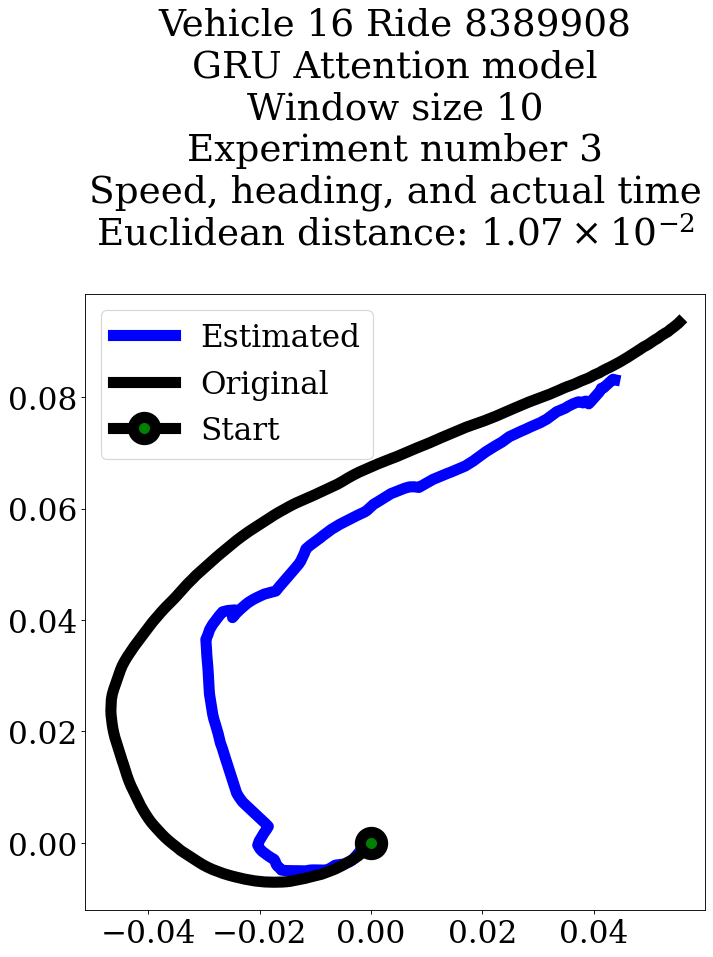 Vehicle 16 Ride 8389908
GRU Attention model
Window size 10
Experiment number 3
Speed, heading, and actual time
Euclidean distance: 1.07 × 10⁻²
Estimated
Original
Start
0.08
0.06
0.04
0.02
0.00
−0.04 −0.02 0.00 0.02 0.04